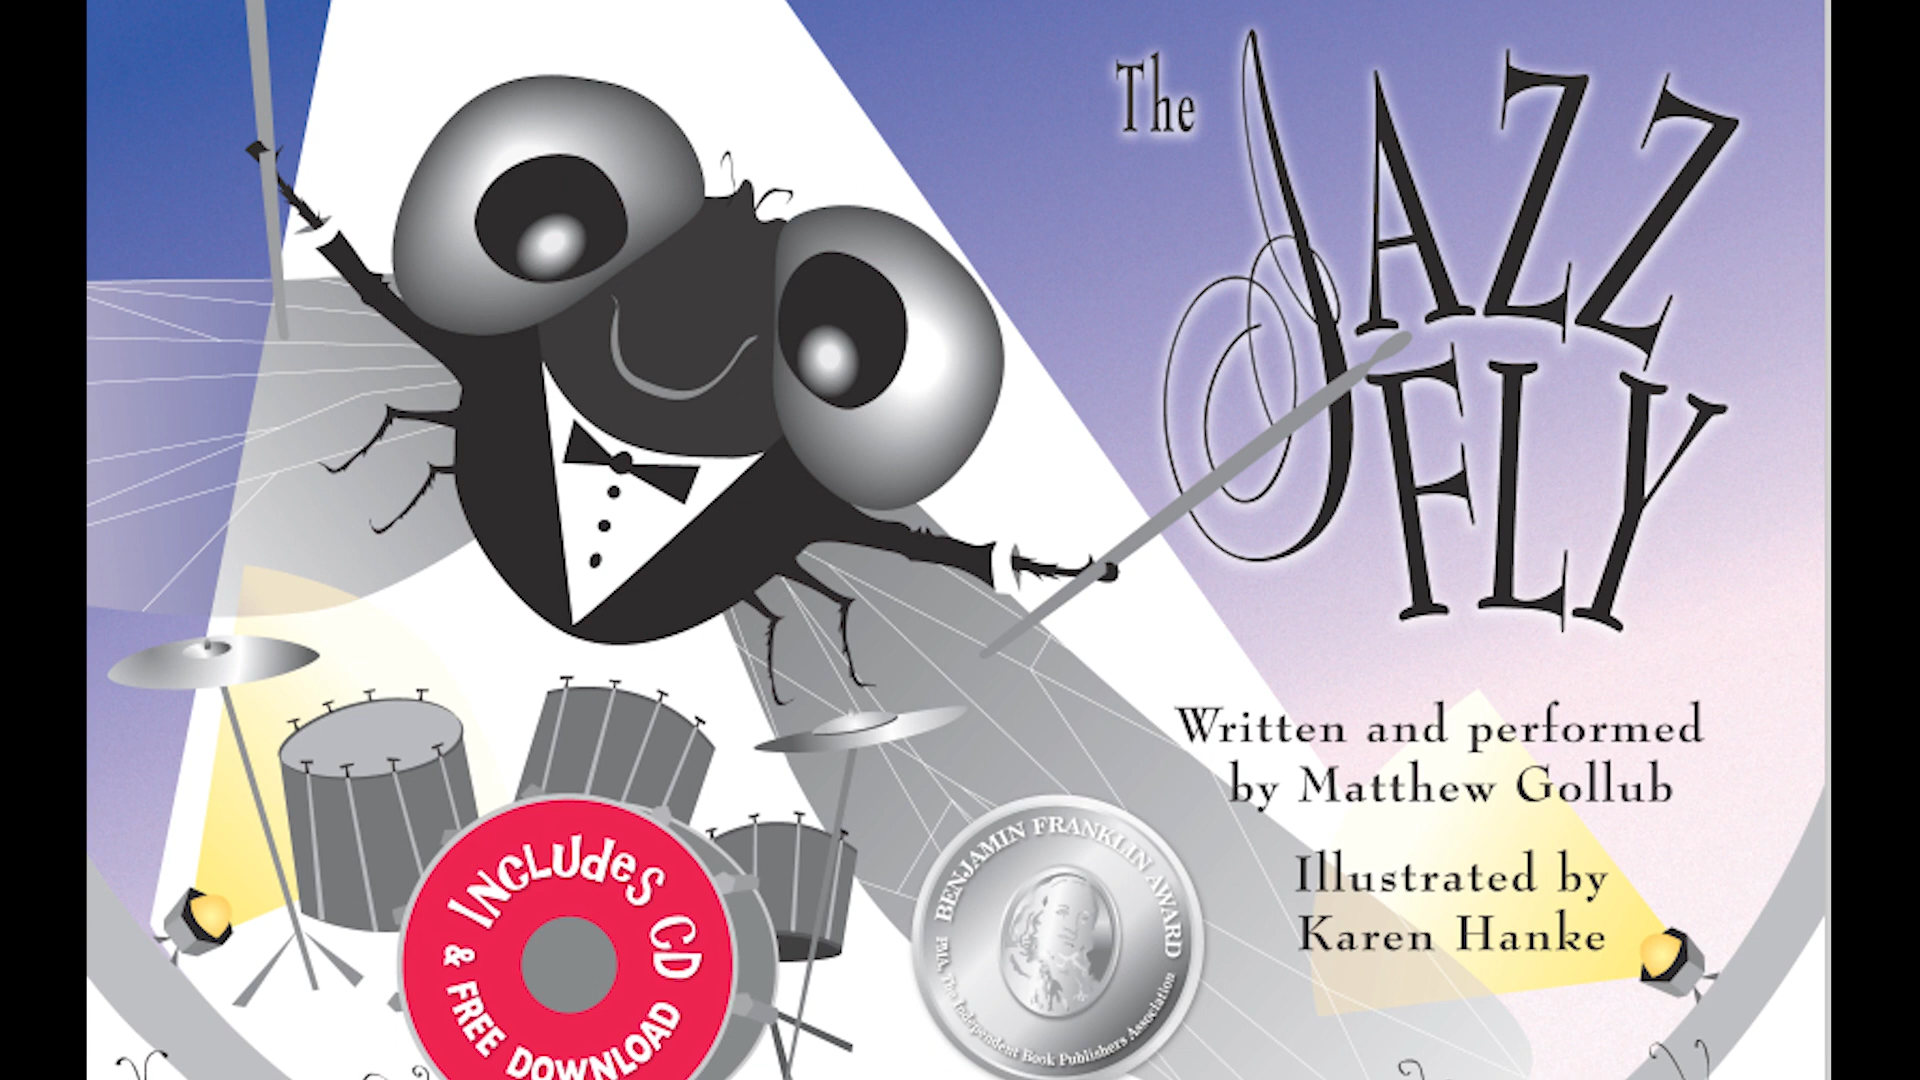 The
JAZZ
FLY
Written and performed
by Matthew Gollub
Illustrated by
Karen Hanke
INCLUdeS CD
& FREE DOWNLOAD
BENJAMIN FRANKLIN AWARD
PMA, The Independent Book Publishers Association